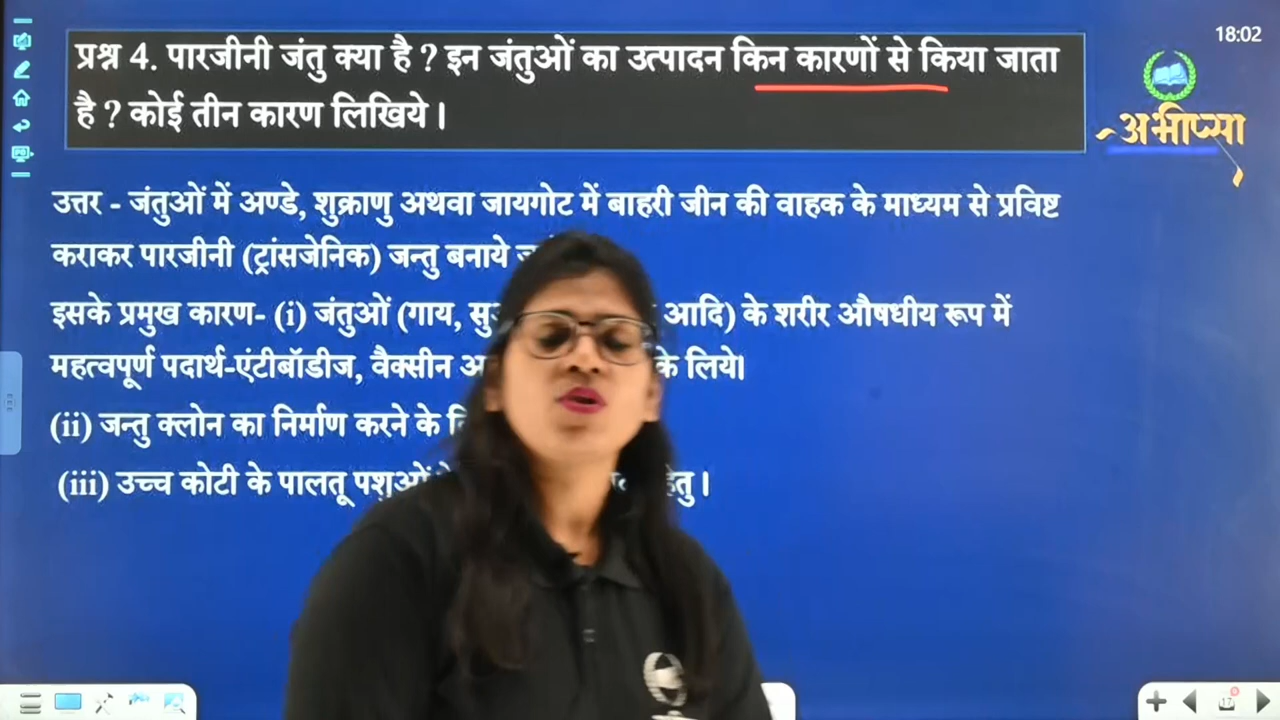 18:02
प्रश्न 4. पारजीनी जंतु क्या है ? इन जंतुओं का उत्पादन किन कारणों से किया जाता
है ? कोई तीन कारण लिखिये ।
अभीप्सा
उत्तर - जंतुओं में अण्डे, शुक्राणु अथवा जायगोट में बाहरी जीन की वाहक के माध्यम से प्रविष्ट
कराकर पारजीनी (ट्रांसजेनिक) जन्तु बनाये
इसके प्रमुख कारण- (i) जंतुओं (गाय, आदि) के शरीर औषधीय रूप में
महत्वपूर्ण पदार्थ-एंटीबॉडीज, वैक्सीन के लिये।
(ii) जन्तु क्लोन का निर्माण करने के
(iii) उच्च कोटी के पालतू पशुओं हेतु ।